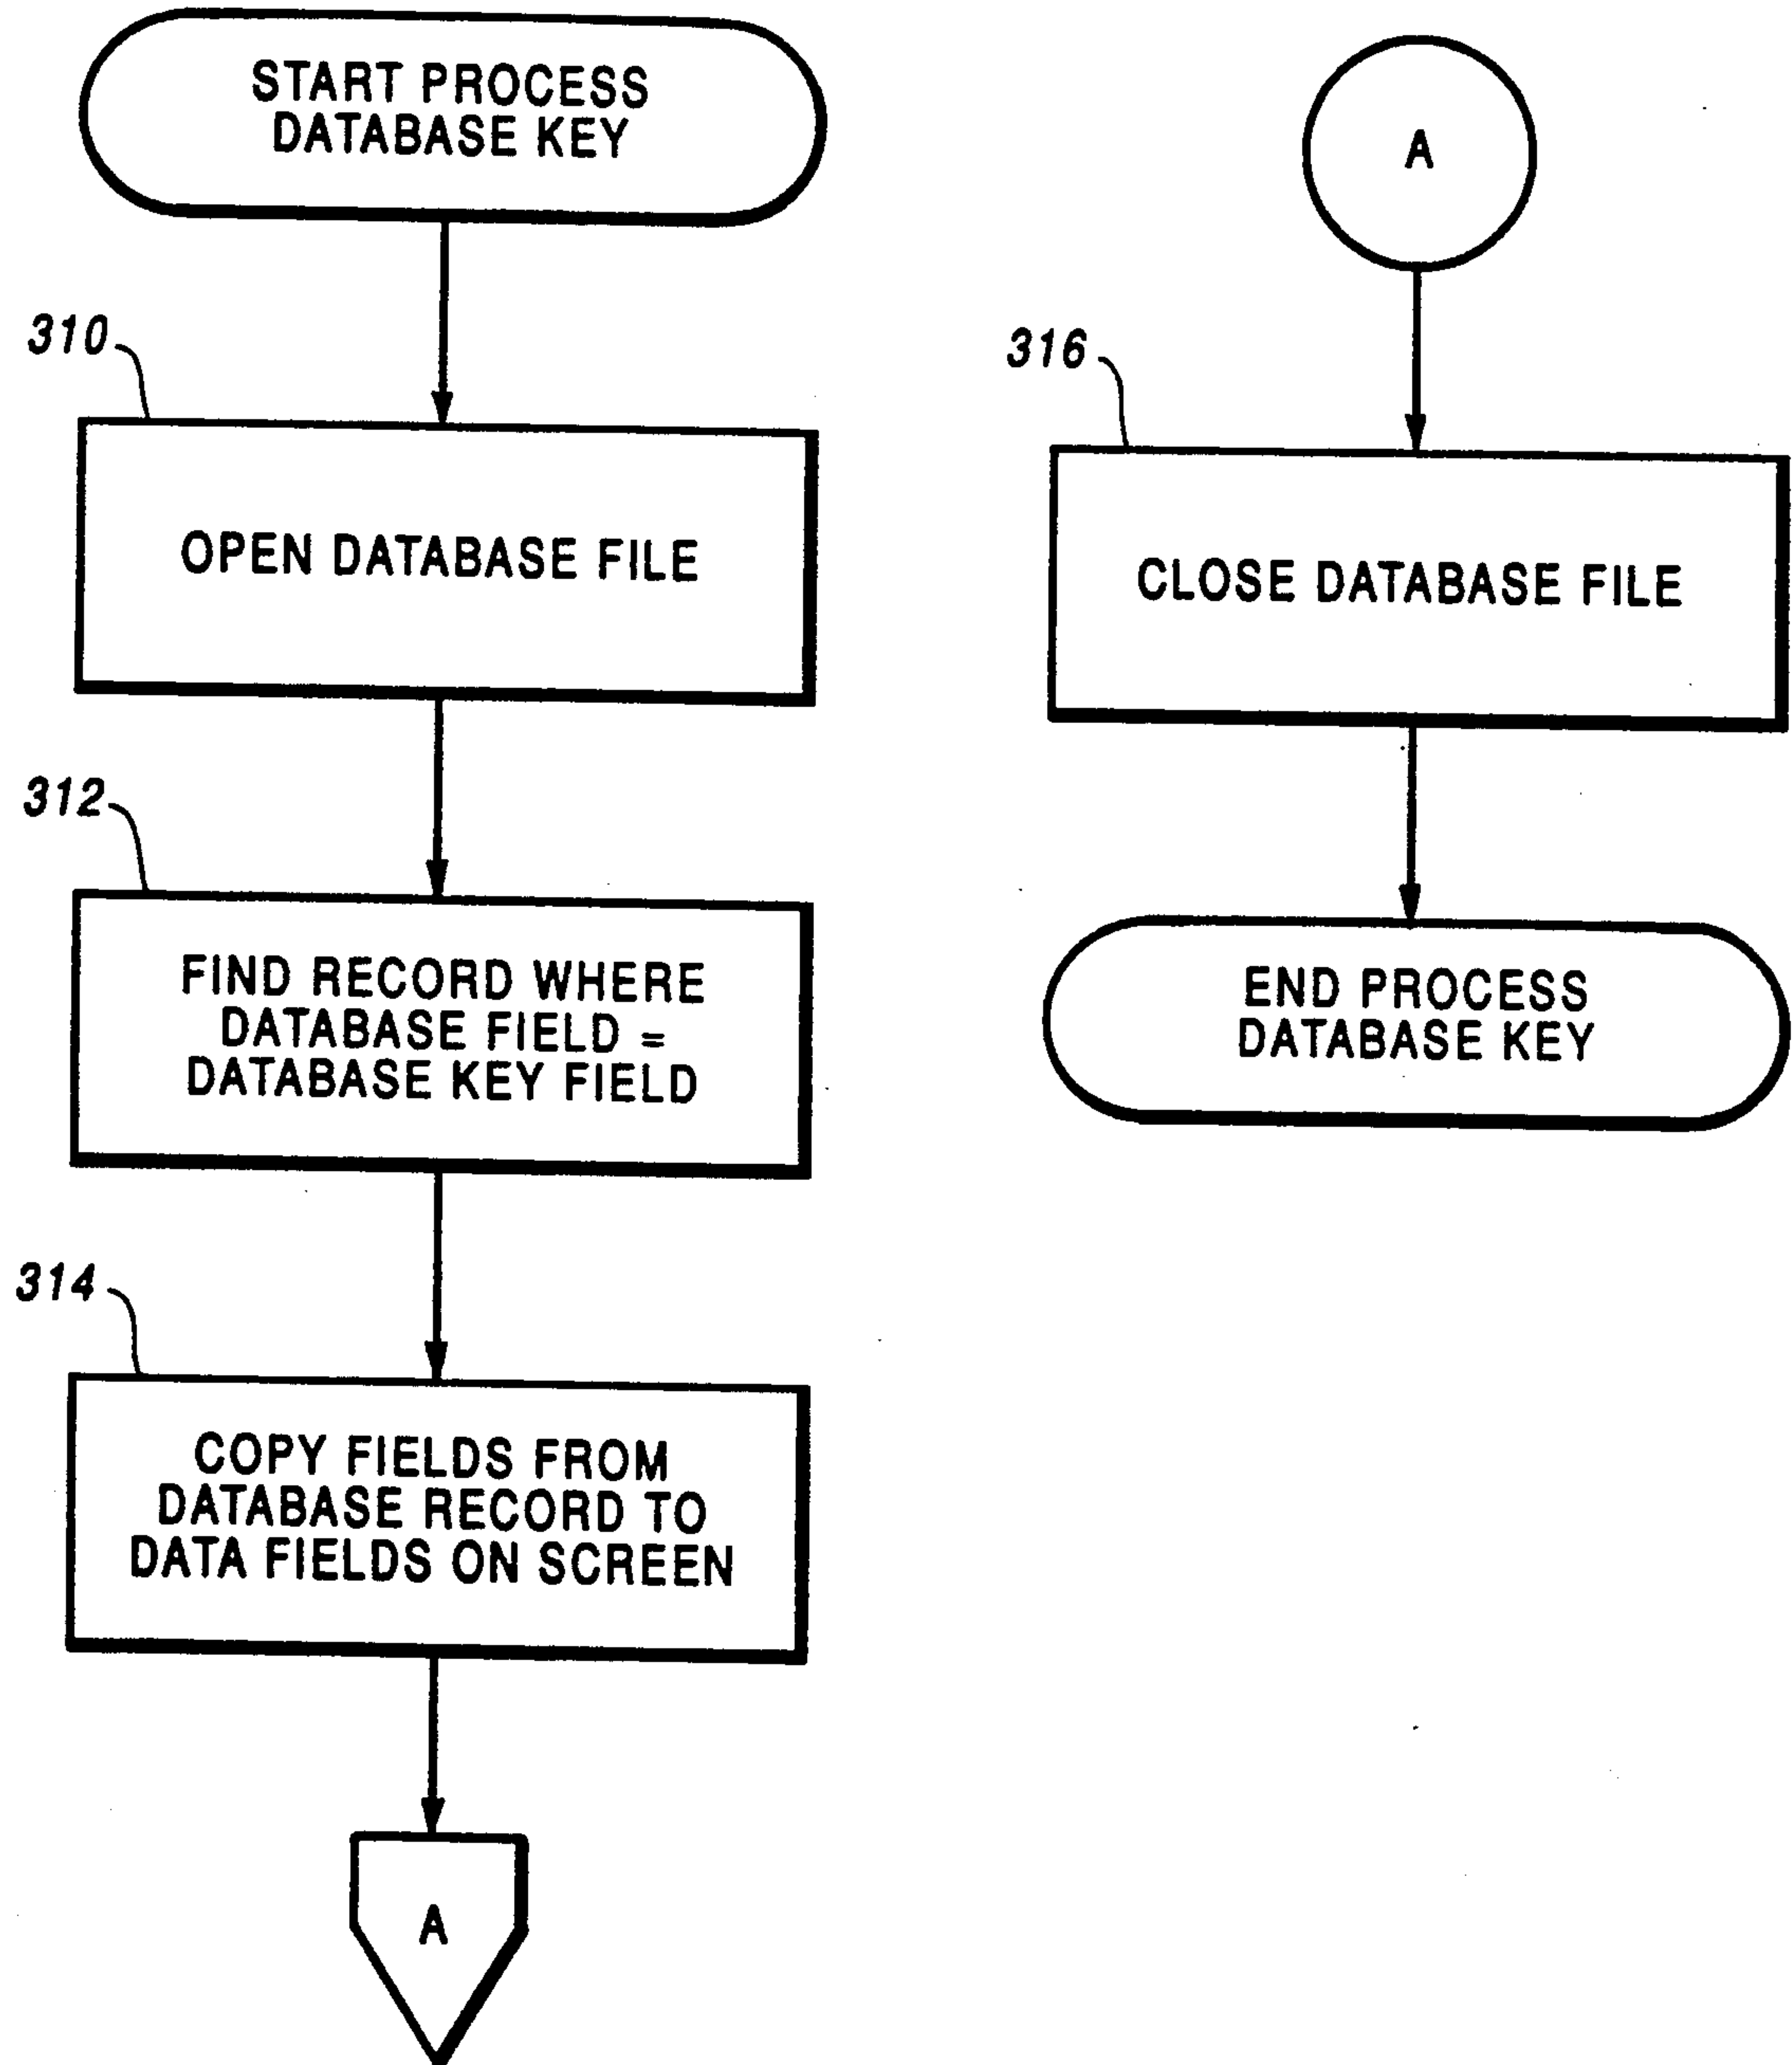 START PROCESS
DATABASE KEY
310
OPEN DATABASE FILE
312
FIND RECORD WHERE
DATABASE FIELD =
DATABASE KEY FIELD
314
COPY FIELDS FROM
DATABASE RECORD TO
DATA FIELDS ON SCREEN
A
A
316
CLOSE DATABASE FILE
END PROCESS
DATABASE KEY